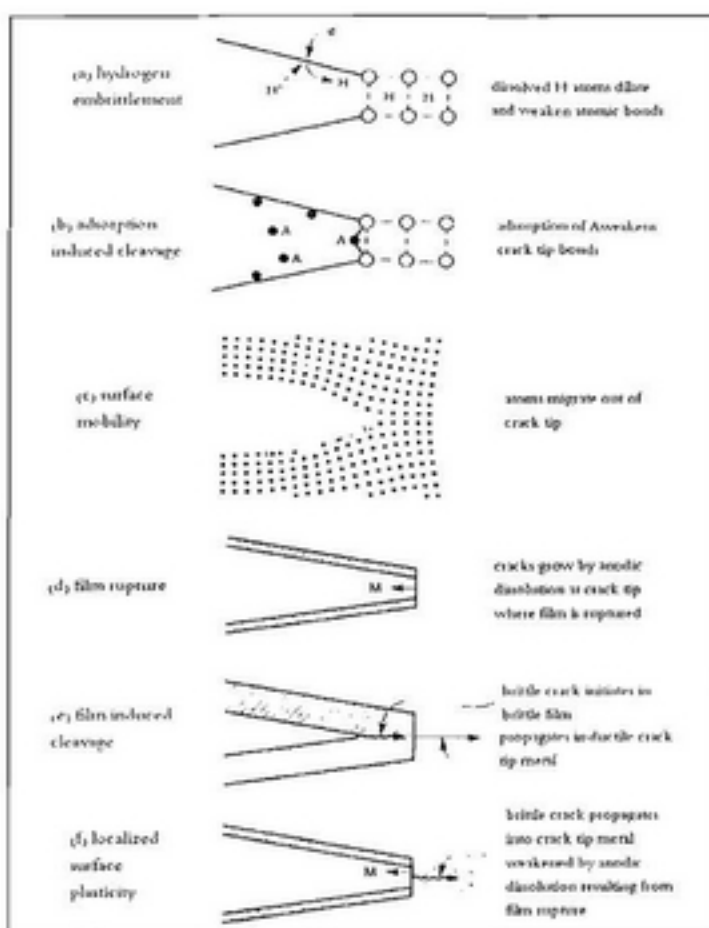 (a) hydrogen
embrittlement
e
H
H
H
H
dissolved H atoms dilate
and weaken atomic bonds
(b) adsorption
induced cleavage
A
A
A
adsorption of A weakens
crack tip bonds
(c) surface
mobility
atoms migrate out of
crack tip
(d) film rupture
M
cracks grow by anodic
dissolution at crack tip
where film is ruptured
(e) film induced
cleavage
brittle crack initiates in
brittle film
propagates in ductile crack
tip metal
(f) localized
surface
plasticity
M
brittle crack propagates
into crack tip metal
weakened by anodic
dissolution resulting from
film rupture